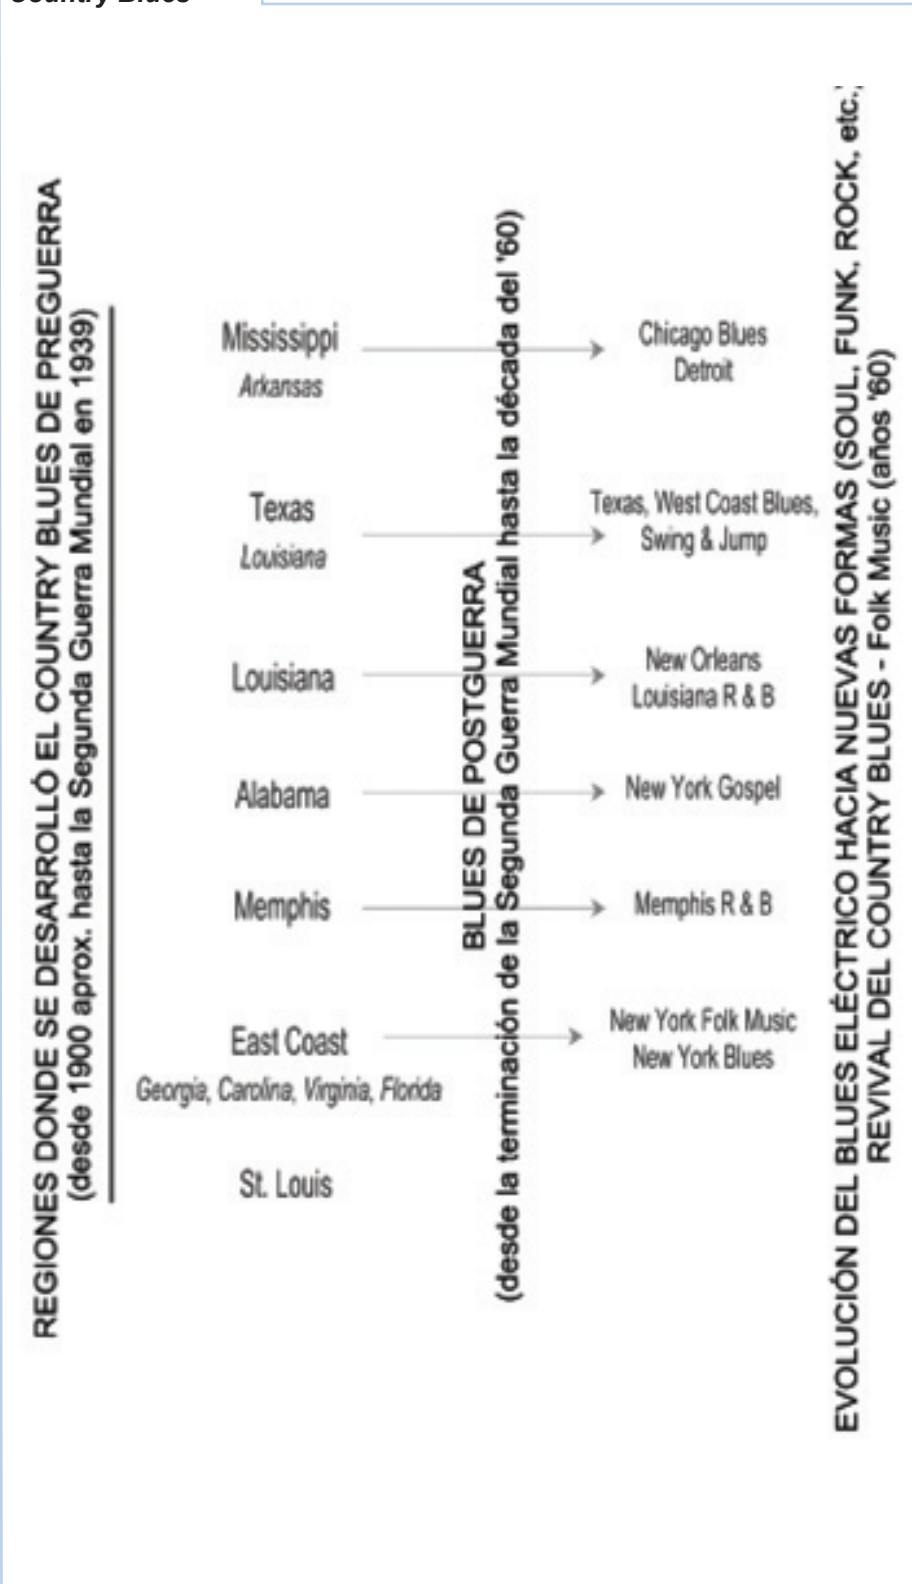 Country Blues
REGIONES DONDE SE DESARROLLÓ EL COUNTRY BLUES DE PREGUERRA
(desde 1900 aprox. hasta la Segunda Guerra Mundial en 1939)
Mississippi
Arkansas
Texas
Louisiana
Louisiana
Alabama
Memphis
East Coast
Georgia, Carolina, Virginia, Florida
St. Louis
BLUES DE POSTGUERRA
(desde la terminación de la Segunda Guerra Mundial hasta la década del '60)
Chicago Blues
Detroit
Texas, West Coast Blues,
Swing & Jump
New Orleans
Louisiana R & B
New York Gospel
Memphis R & B
New York Folk Music
New York Blues
EVOLUCIÓN DEL BLUES ELÉCTRICO HACIA NUEVAS FORMAS (SOUL, FUNK, ROCK, etc.)
REVIVAL DEL COUNTRY BLUES - Folk Music (años '60)